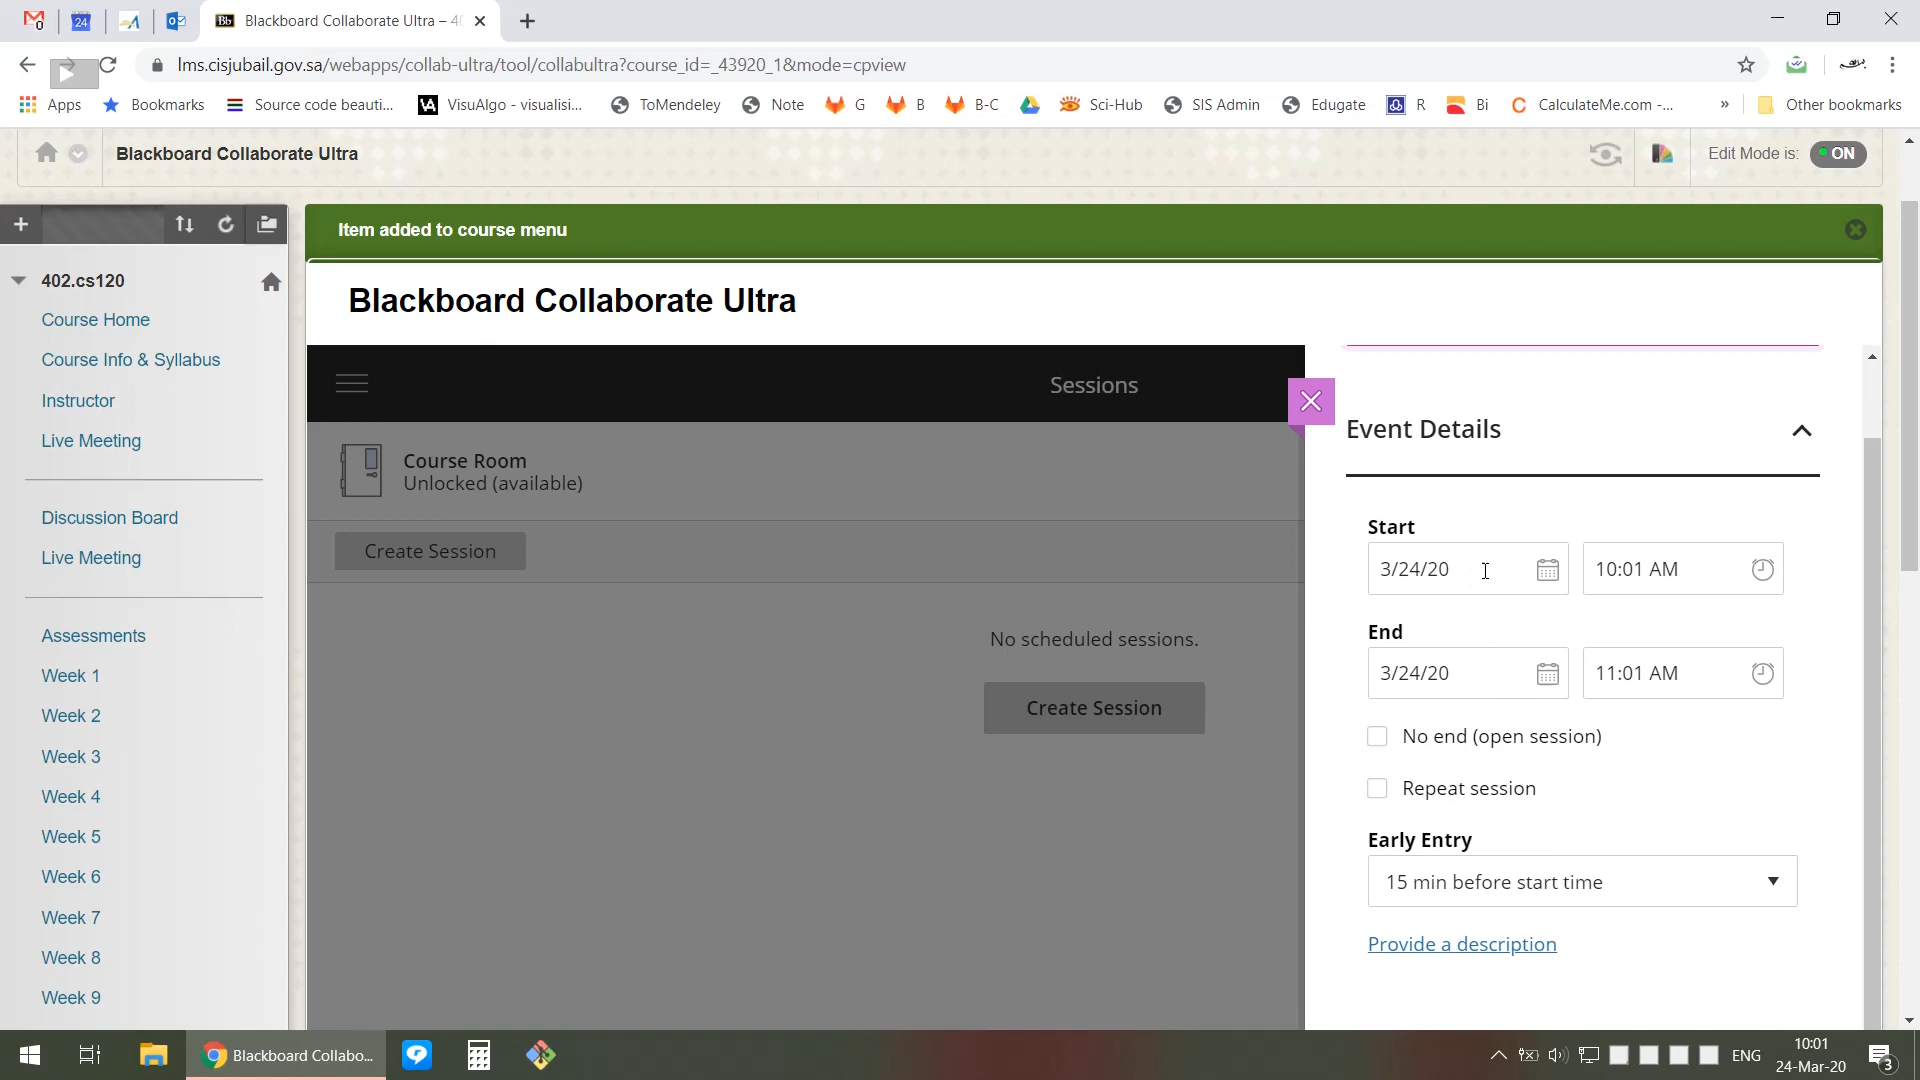 24
Blackboard Collaborate Ultra – 4
lms.cisjubail.gov.sa/webapps/collab-ultra/tool/collabultra?course_id=_43920_1&mode=cpview
Apps Bookmarks Source code beauti... VisuAlgo - visualisi... ToMendeley Note G B B-C Sci-Hub SIS Admin Edugate R Bi CalculateMe.com -... » Other bookmarks
Blackboard Collaborate Ultra
Edit Mode is: ON
Item added to course menu
402.cs120
Course Home
Course Info & Syllabus
Instructor
Live Meeting
Discussion Board
Live Meeting
Assessments
Week 1
Week 2
Week 3
Week 4
Week 5
Week 6
Week 7
Week 8
Week 9
Blackboard Collaborate Ultra
Sessions
Course Room
Unlocked (available)
Create Session
No scheduled sessions.
Create Session
Event Details
Start
3/24/20 10:01 AM
End
3/24/20 11:01 AM
No end (open session)
Repeat session
Early Entry
15 min before start time
Provide a description
Blackboard Collabo...
ENG
10:01
24-Mar-20
3